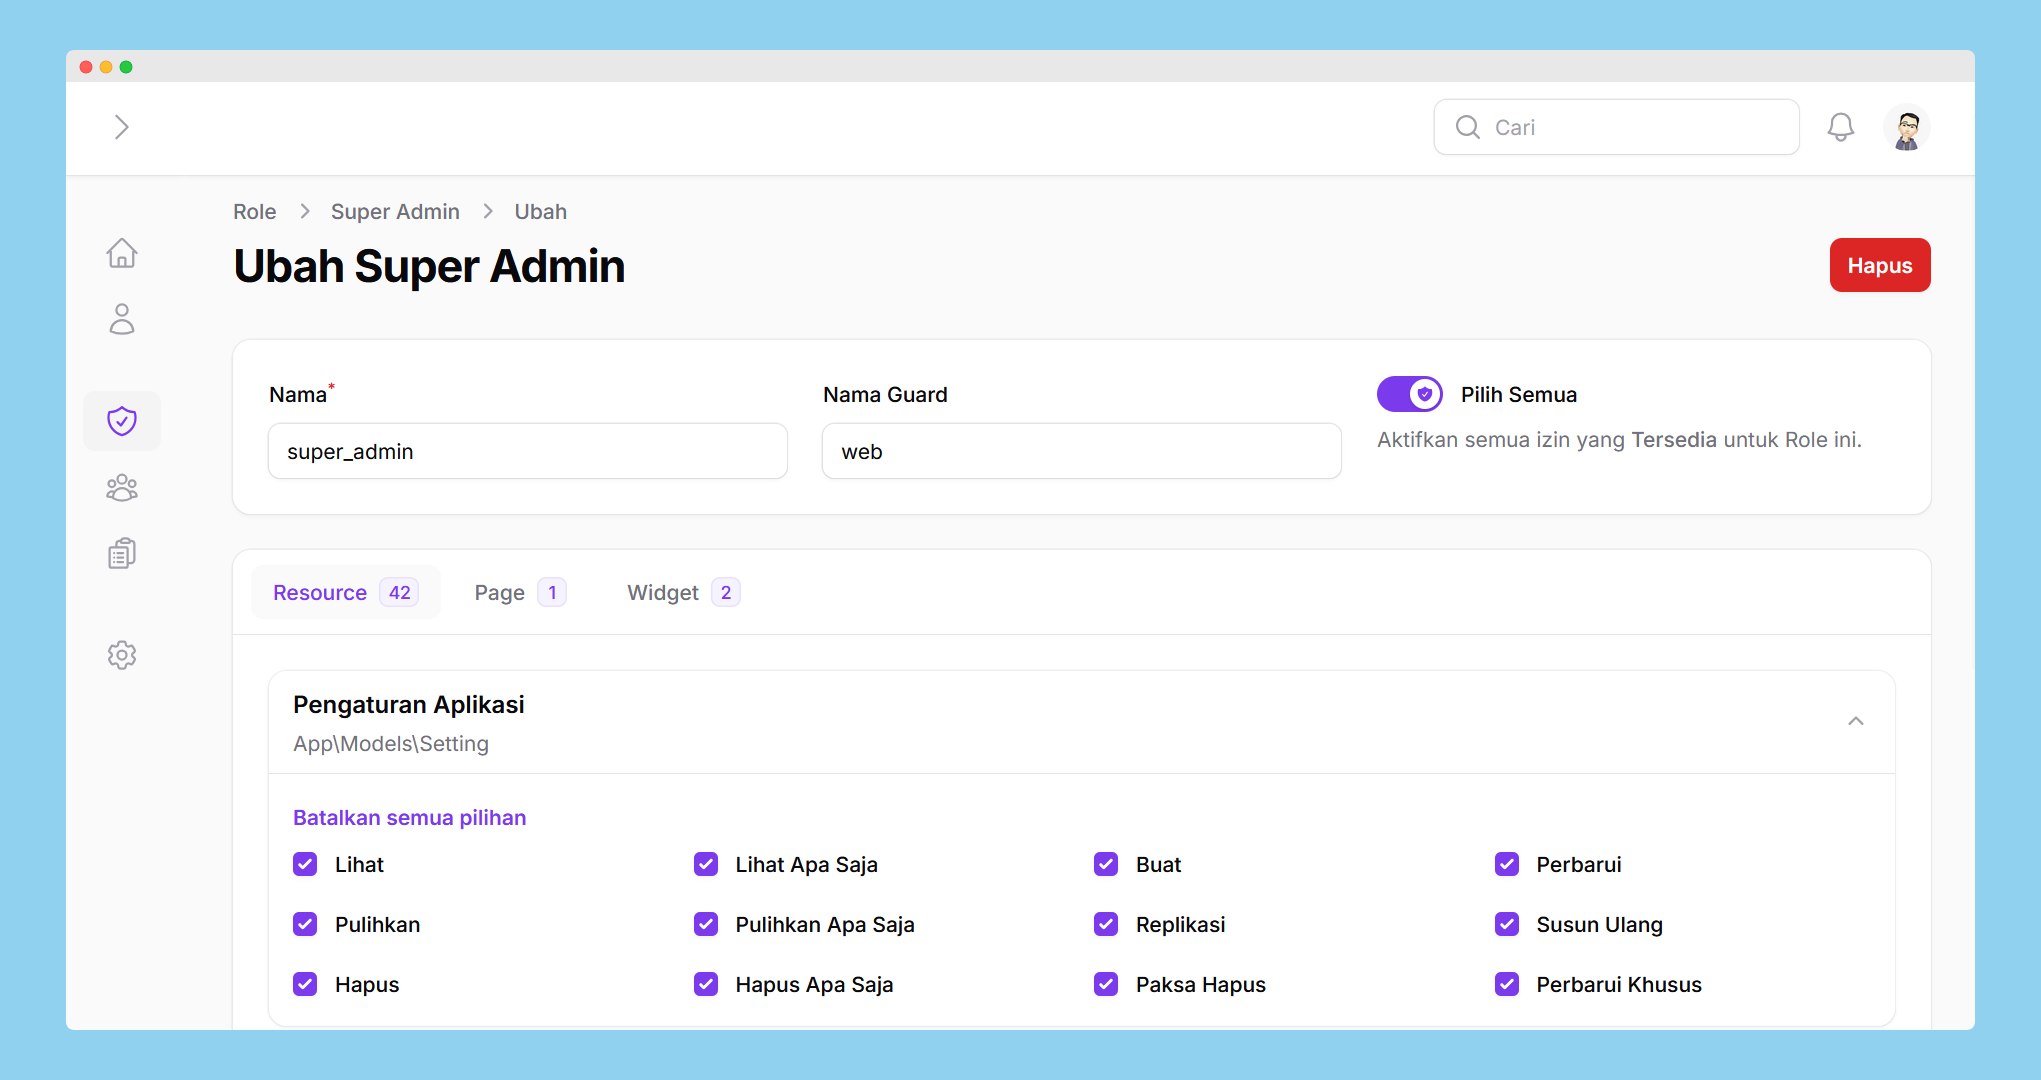 Cari
Role > Super Admin > Ubah
Ubah Super Admin
Hapus
Nama*
super_admin
Nama Guard
web
Pilih Semua
Aktifkan semua izin yang Tersedia untuk Role ini.
Resource 42 Page 1 Widget 2
Pengaturan Aplikasi
App\Models\Setting
Batalkan semua pilihan
Lihat Lihat Apa Saja Buat Perbarui
Pulihkan Pulihkan Apa Saja Replikasi Susun Ulang
Hapus Hapus Apa Saja Paksa Hapus Perbarui Khusus